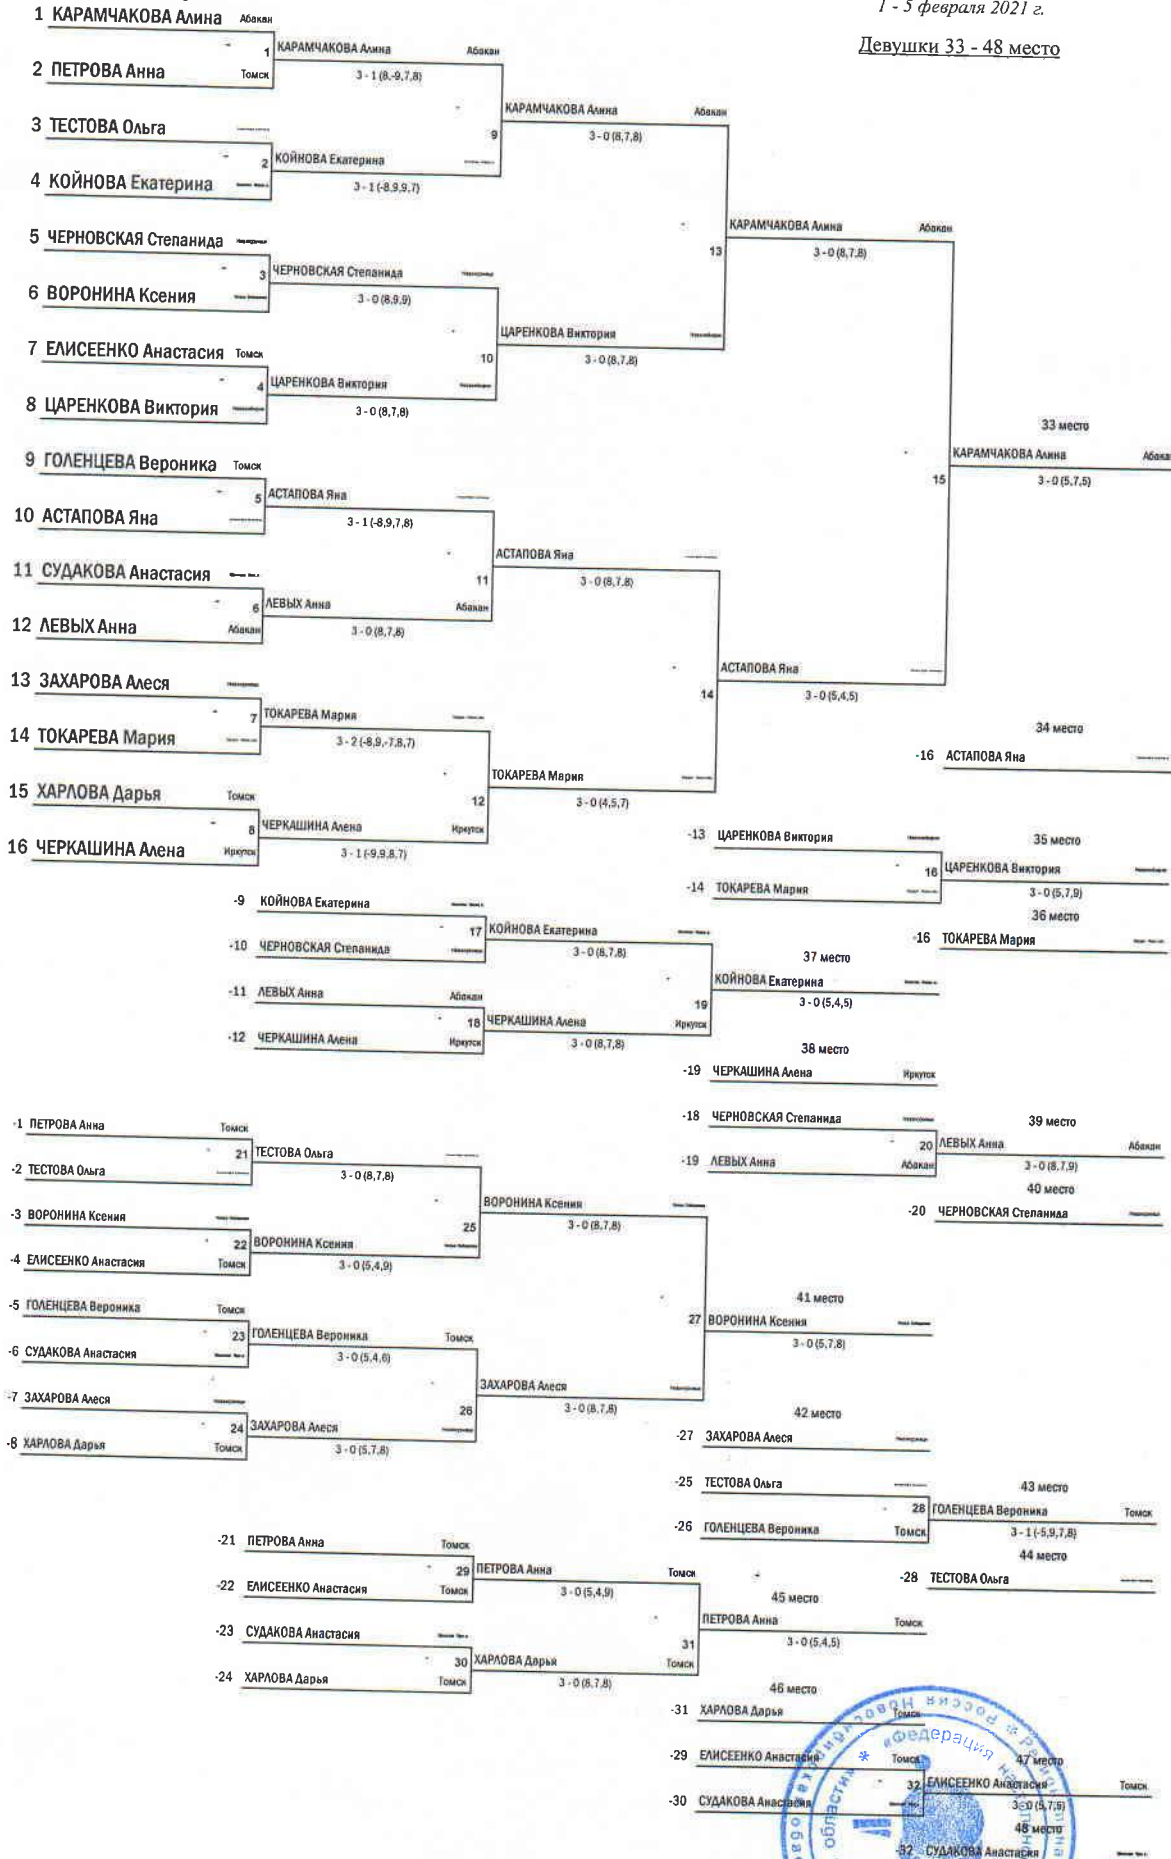 1 - 5 февраля 2021 г.
Девушки 33 - 48 место
1 КАРАМЧАКОВА Алина Абакан
1 КАРАМЧАКОВА Алина Абакан
2 ПЕТРОВА Анна Томск
3 - 1 (8,-9,7,8)
КАРАМЧАКОВА Алина Абакан
3 ТЕСТОВА Ольга
9
3 - 0 (8,7,8)
2 КОЙНОВА Екатерина
4 КОЙНОВА Екатерина
3 - 1 (-8,9,9,7)
КАРАМЧАКОВА Алина Абакан
5 ЧЕРНОВСКАЯ Степанида
13
3 - 0 (8,7,8)
3 ЧЕРНОВСКАЯ Степанида
6 ВОРОНИНА Ксения
3 - 0 (8,9,9)
ЦАРЕНКОВА Виктория
7 ЕЛИСЕЕНКО Анастасия Томск
10
3 - 0 (8,7,8)
4 ЦАРЕНКОВА Виктория
8 ЦАРЕНКОВА Виктория
3 - 0 (8,7,8)
33 место
КАРАМЧАКОВА Алина
15
3 - 0 (5,7,5)
9 ГОЛЕНЦЕВА Вероника Томск
5 АСТАПОВА Яна
10 АСТАПОВА Яна
3 - 1 (-8,9,7,8)
АСТАПОВА Яна
11 СУДАКОВА Анастасия
11
3 - 0 (8,7,8)
6 ЛЕВЫХ Анна Абакан
12 ЛЕВЫХ Анна Абакан
3 - 0 (8,7,8)
АСТАПОВА Яна
13 ЗАХАРОВА Алеся
14
3 - 0 (5,4,5)
7 ТОКАРЕВА Мария
14 ТОКАРЕВА Мария
3 - 2 (-8,9,-7,8,7)
34 место
-16 АСТАПОВА Яна
ТОКАРЕВА Мария
15 ХАРЛОВА Дарья Томск
12
3 - 0 (4,5,7)
8 ЧЕРКАШИНА Алена Иркутск
16 ЧЕРКАШИНА Алена Иркутск
3 - 1 (-9,9,8,7)
-13 ЦАРЕНКОВА Виктория
35 место
16 ЦАРЕНКОВА Виктория
-14 ТОКАРЕВА Мария
3 - 0 (5,7,9)
36 место
-16 ТОКАРЕВА Мария
-9 КОЙНОВА Екатерина
17 КОЙНОВА Екатерина
-10 ЧЕРНОВСКАЯ Степанида
3 - 0 (8,7,8)
37 место
КОЙНОВА Екатерина
-11 ЛЕВЫХ Анна Абакан
19
3 - 0 (5,4,5)
18 ЧЕРКАШИНА Алена Иркутск
-12 ЧЕРКАШИНА Алена Иркутск
3 - 0 (8,7,8)
38 место
-19 ЧЕРКАШИНА Алена Иркутск
-18 ЧЕРНОВСКАЯ Степанида
39 место
20 ЛЕВЫХ Анна Абакан
-19 ЛЕВЫХ Анна Абакан
3 - 0 (8,7,9)
40 место
-20 ЧЕРНОВСКАЯ Степанида
-1 ПЕТРОВА Анна Томск
21 ТЕСТОВА Ольга
-2 ТЕСТОВА Ольга
3 - 0 (8,7,8)
ВОРОНИНА Ксения
-3 ВОРОНИНА Ксения
25
3 - 0 (8,7,8)
22 ВОРОНИНА Ксения
-4 ЕЛИСЕЕНКО Анастасия Томск
3 - 0 (5,4,9)
41 место
27 ВОРОНИНА Ксения
3 - 0 (5,7,8)
-5 ГОЛЕНЦЕВА Вероника Томск
23 ГОЛЕНЦЕВА Вероника Томск
-6 СУДАКОВА Анастасия
3 - 0 (5,4,6)
ЗАХАРОВА Алеся
-7 ЗАХАРОВА Алеся
26
3 - 0 (8,7,8)
24 ЗАХАРОВА Алеся
-8 ХАРЛОВА Дарья Томск
3 - 0 (5,7,8)
42 место
-27 ЗАХАРОВА Алеся
-25 ТЕСТОВА Ольга
43 место
28 ГОЛЕНЦЕВА Вероника Томск
-26 ГОЛЕНЦЕВА Вероника Томск
3 - 1 (-5,9,7,8)
44 место
-28 ТЕСТОВА Ольга
-21 ПЕТРОВА Анна Томск
29 ПЕТРОВА Анна Томск
-22 ЕЛИСЕЕНКО Анастасия Томск
3 - 0 (5,4,9)
45 место
ПЕТРОВА Анна Томск
-23 СУДАКОВА Анастасия
31
3 - 0 (5,4,5)
30 ХАРЛОВА Дарья Томск
-24 ХАРЛОВА Дарья Томск
3 - 0 (8,7,8)
46 место
-31 ХАРЛОВА Дарья Томск
-29 ЕЛИСЕЕНКО Анастасия Томск
47 место
32 ЕЛИСЕЕНКО Анастасия Томск
-30 СУДАКОВА Анастасия
3 - 0 (5,7,5)
48 место
-32 СУДАКОВА Анастасия
Россия Новосибирск
«Федерация
области»